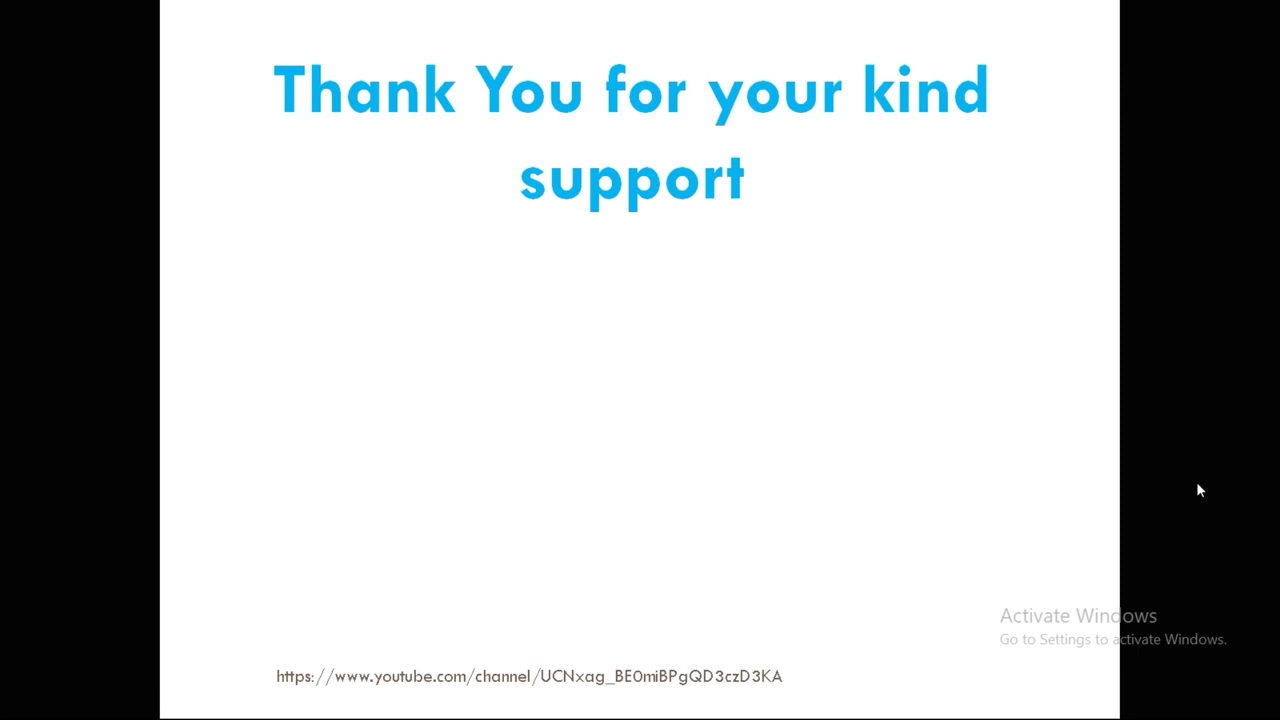 Thank You for your kind
support
Activate Windows
Go to Settings to activate Windows.
https://www.youtube.com/channel/UCNxag_BE0miBPgQD3czD3KA